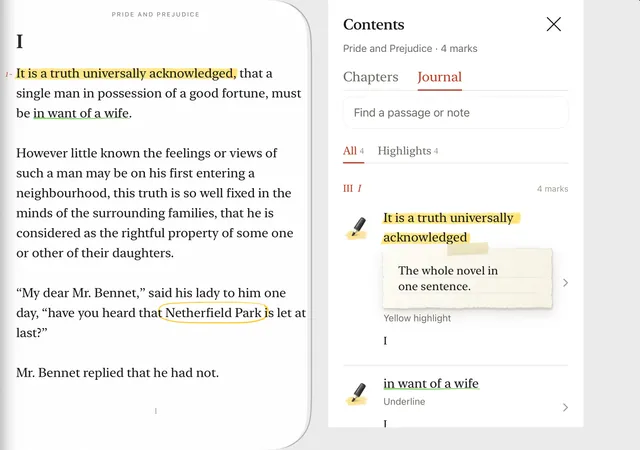 PRIDE AND PREJUDICE
I
It is a truth universally acknowledged, that a
single man in possession of a good fortune, must
be in want of a wife.
However little known the feelings or views of
such a man may be on his first entering a
neighbourhood, this truth is so well fixed in the
minds of the surrounding families, that he is
considered as the rightful property of some one
or other of their daughters.
“My dear Mr. Bennet,” said his lady to him one
day, “have you heard that Netherfield Park is let at
last?”
Mr. Bennet replied that he had not.
I
Contents
Pride and Prejudice · 4 marks
Chapters Journal
Find a passage or note
All 4 Highlights 4
III I 4 marks
It is a truth universally
acknowledged
The whole novel in
one sentence.
Yellow highlight
I
in want of a wife
Underline
I